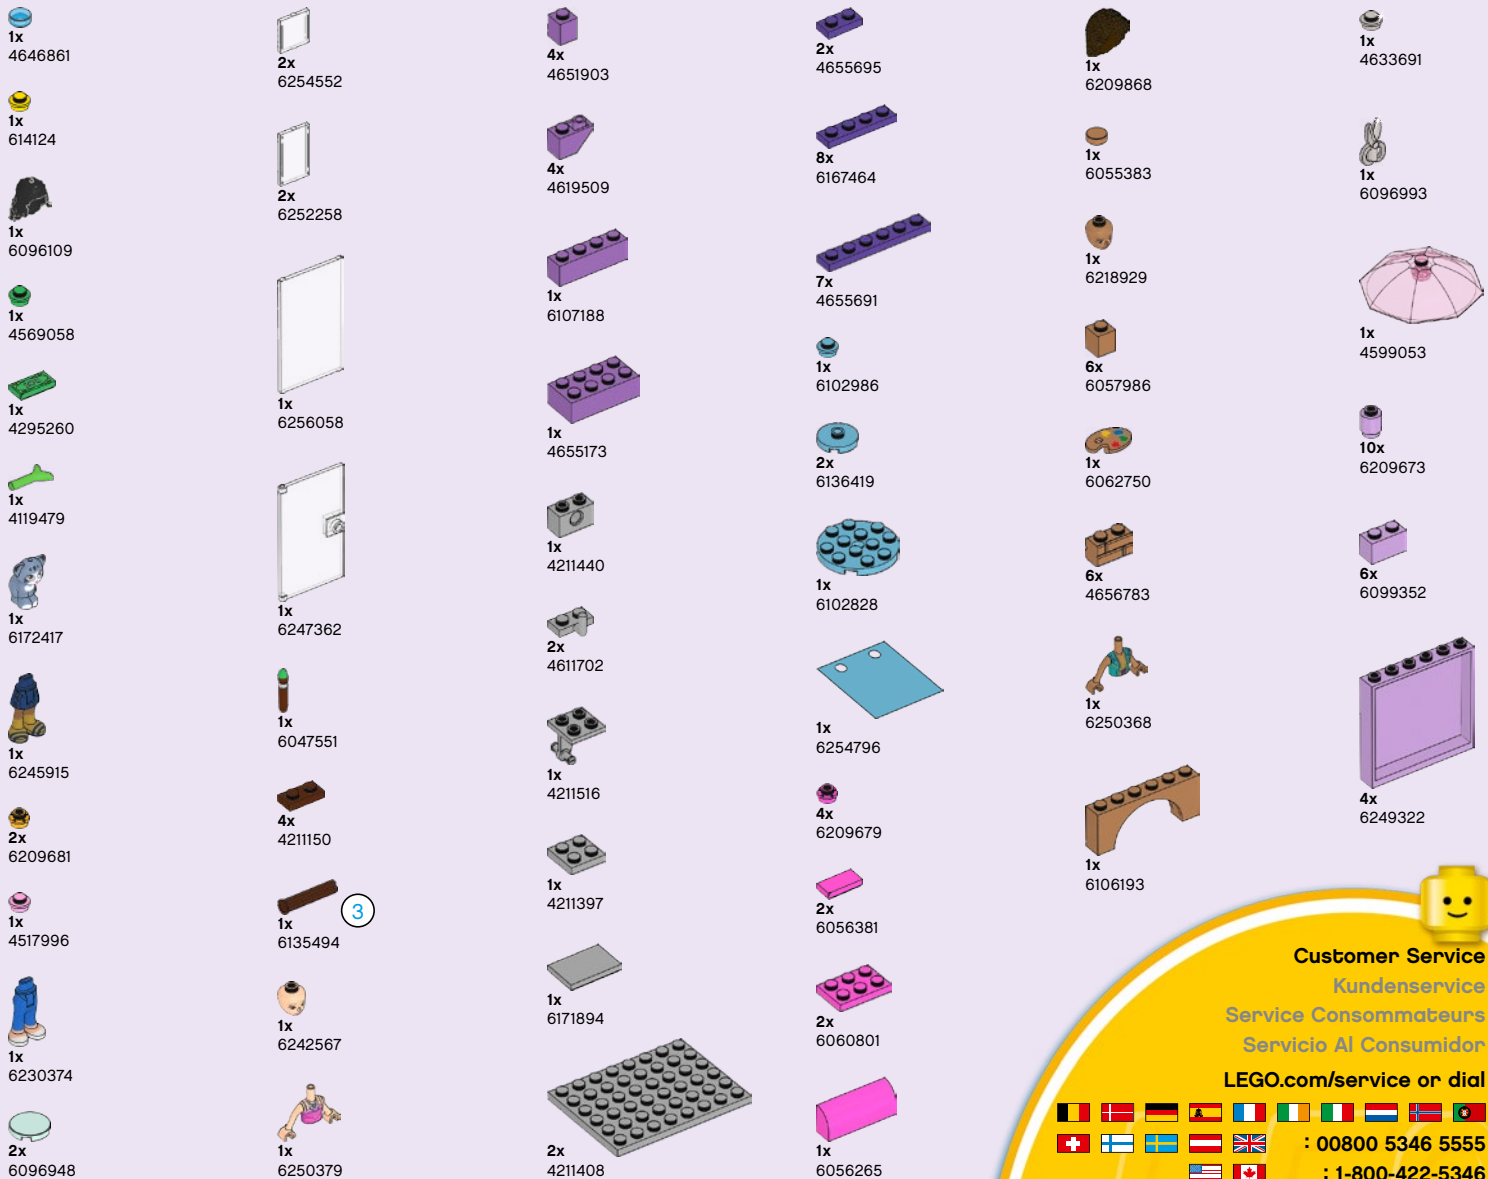 1x
4646861
1x
614124
1x
6096109
1x
4569058
1x
4295260
1x
4119479
1x
6172417
1x
6245915
2x
6209681
1x
4517996
1x
6230374
2x
6096948
2x
6254552
2x
6252258
1x
6256058
1x
6247362
1x
6047551
4x
4211150
1x
6135494
3
1x
6242567
1x
6250379
4x
4651903
4x
4619509
1x
6107188
1x
4655173
1x
4211440
2x
4611702
1x
4211516
1x
4211397
1x
6171894
2x
4211408
2x
4655695
8x
6167464
7x
4655691
1x
6102986
2x
6136419
1x
6102828
1x
6254796
4x
6209679
2x
6056381
2x
6060801
1x
6056265
1x
6209868
1x
6055383
1x
6218929
6x
6057986
1x
6062750
6x
4656783
1x
6250368
1x
6106193
1x
4633691
1x
6096993
1x
4599053
10x
6209673
6x
6099352
4x
6249322
Customer Service
Kundenservice
Service Consommateurs
Servicio Al Consumidor
LEGO.com/service or dial
: 00800 5346 5555
: 1-800-422-5346